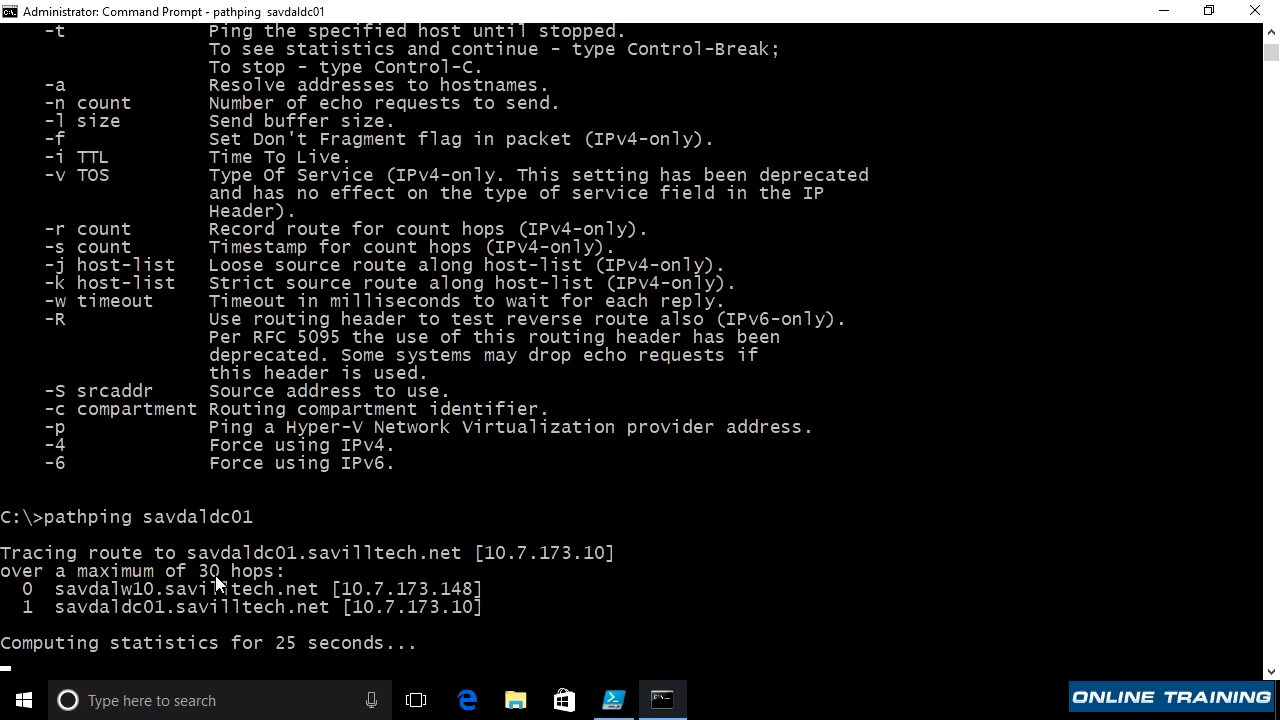 Administrator: Command Prompt - pathping savdaldc01
-t Ping the specified host until stopped.
To see statistics and continue - type Control-Break;
To stop - type Control-C.
-a Resolve addresses to hostnames.
-n count Number of echo requests to send.
-l size Send buffer size.
-f Set Don't Fragment flag in packet (IPv4-only).
-i TTL Time To Live.
-v TOS Type Of Service (IPv4-only. This setting has been deprecated
and has no effect on the type of service field in the IP
Header).
-r count Record route for count hops (IPv4-only).
-s count Timestamp for count hops (IPv4-only).
-j host-list Loose source route along host-list (IPv4-only).
-k host-list Strict source route along host-list (IPv4-only).
-w timeout Timeout in milliseconds to wait for each reply.
-R Use routing header to test reverse route also (IPv6-only).
Per RFC 5095 the use of this routing header has been
deprecated. Some systems may drop echo requests if
this header is used.
-S srcaddr Source address to use.
-c compartment Routing compartment identifier.
-p Ping a Hyper-V Network Virtualization provider address.
-4 Force using IPv4.
-6 Force using IPv6.
C:\>pathping savdaldc01
Tracing route to savdaldc01.savilltech.net [10.7.173.10]
over a maximum of 30 hops:
0 savdalw10.savilltech.net [10.7.173.148]
1 savdaldc01.savilltech.net [10.7.173.10]
Computing statistics for 25 seconds...
Type here to search
ONLINE TRAINING